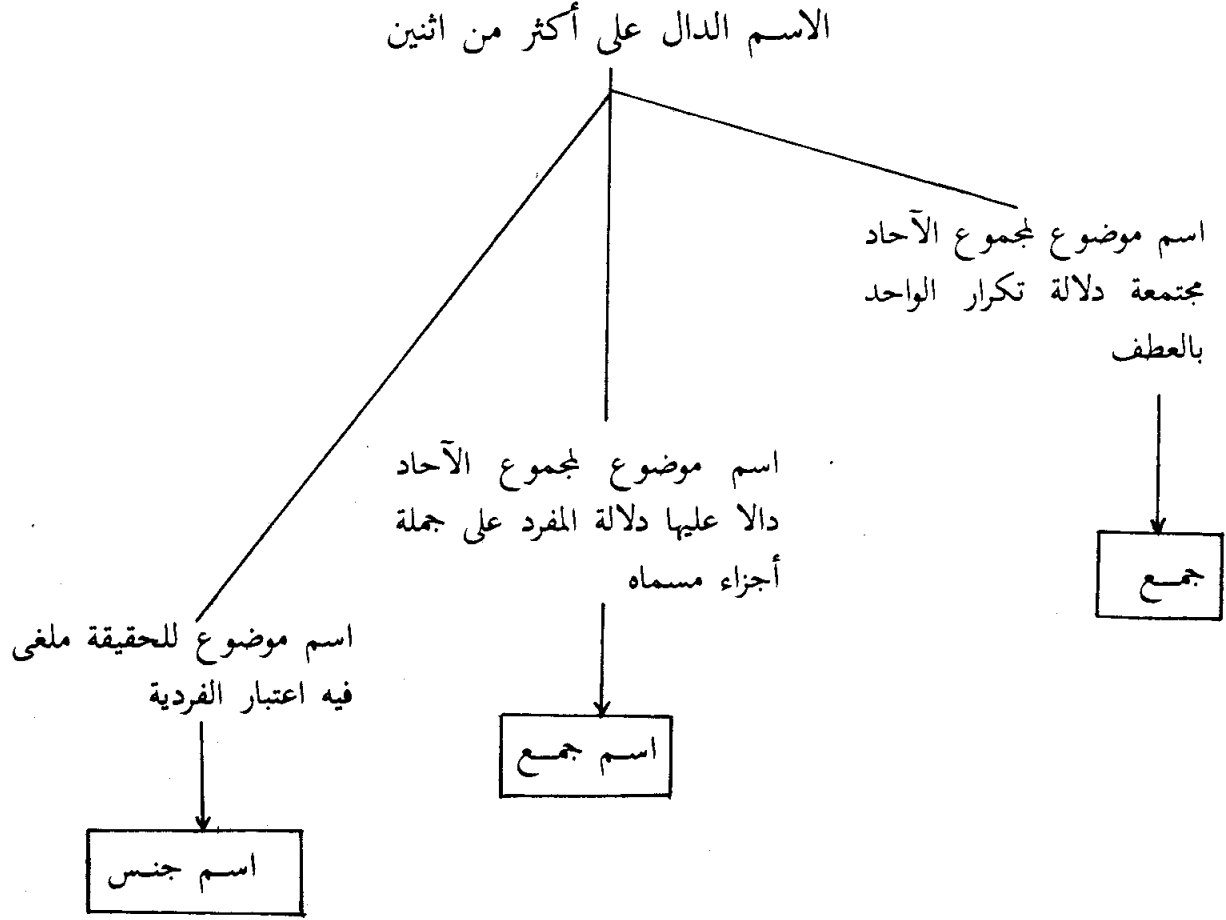 الاسم الدال على أكثر من اثنين
اسم موضوع لمجموع الآحاد
مجتمعة دلالة تكرار الواحد
بالعطف
جمع
اسم موضوع لمجموع الآحاد
دالا عليها دلالة المفرد على جملة
أجزاء مسماه
اسم جمع
اسم موضوع للحقيقة ملغى
فيه اعتبار الفردية
اسم جنس